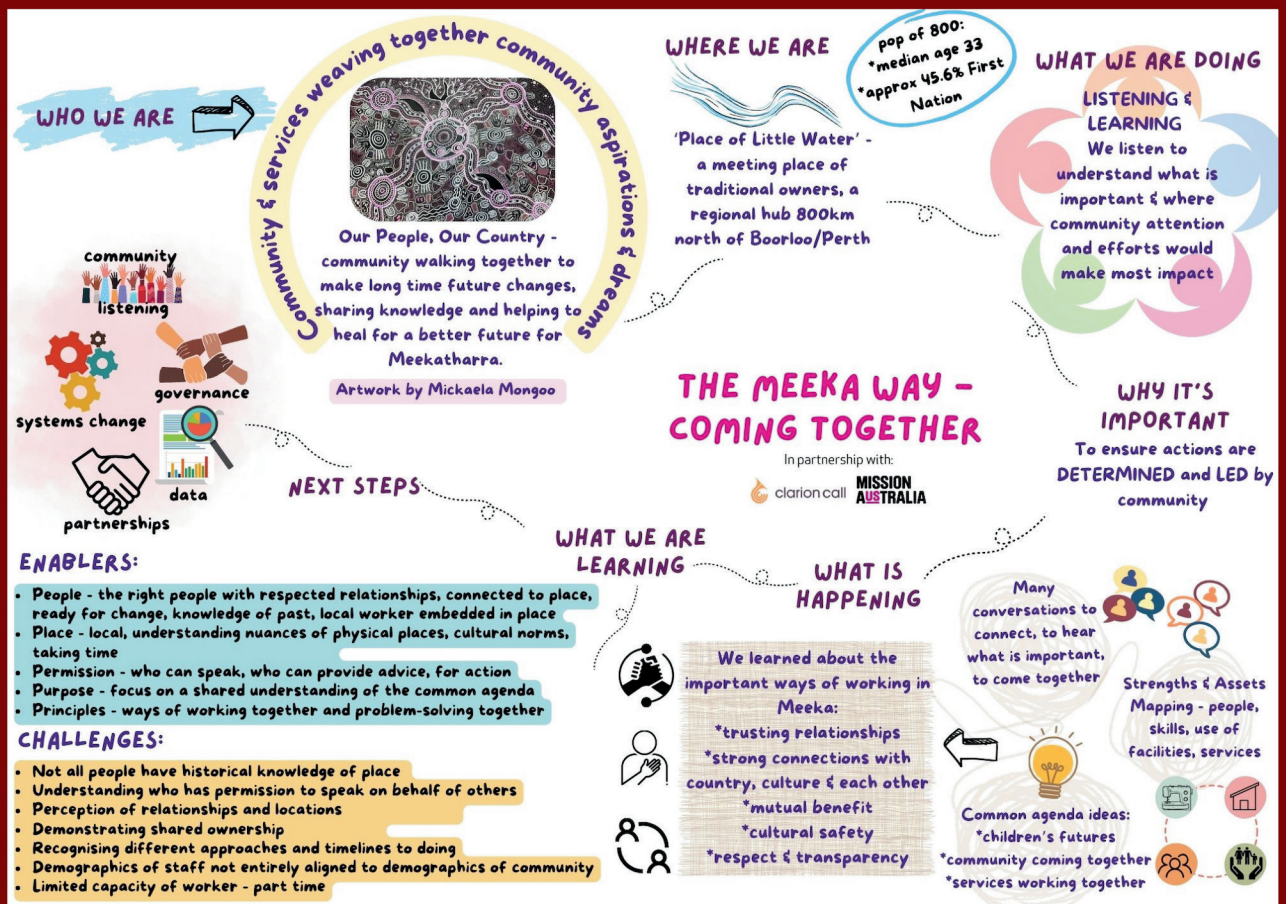 WHO WE ARE
Community & services weaving together community aspirations & dreams
Our People, Our Country -
community walking together to
make long time future changes,
sharing knowledge and helping to
heal for a better future for
Meekatharra.
Artwork by Mickaela Mongoo
WHERE WE ARE
pop of 800:
*median age 33
*approx 45.6% First
Nation
'Place of Little Water' -
a meeting place of
traditional owners, a
regional hub 800km
north of Boorloo/Perth
WHAT WE ARE DOING
LISTENING &
LEARNING
We listen to
understand what is
important & where
community attention
and efforts would
make most impact
THE MEEKA WAY -
COMING TOGETHER
In partnership with:
clarion call
MISSION
AUSTRALIA
WHY IT'S
IMPORTANT
To ensure actions are
DETERMINED and LED by
community
WHAT IS
HAPPENING
Many
conversations to
connect, to hear
what is important,
to come together
Strengths & Assets
Mapping - people,
skills, use of
facilities, services
Common agenda ideas:
*children's futures
*community coming together
*services working together
WHAT WE ARE
LEARNING
We learned about the
important ways of working in
Meeka:
*trusting relationships
*strong connections with
country, culture & each other
*mutual benefit
*cultural safety
*respect & transparency
NEXT STEPS
community
listening
governance
systems change
data
partnerships
ENABLERS:
• People - the right people with respected relationships, connected to place,
ready for change, knowledge of past, local worker embedded in place
• Place - local, understanding nuances of physical places, cultural norms,
taking time
• Permission - who can speak, who can provide advice, for action
• Purpose - focus on a shared understanding of the common agenda
• Principles - ways of working together and problem-solving together
CHALLENGES:
• Not all people have historical knowledge of place
• Understanding who has permission to speak on behalf of others
• Perception of relationships and locations
• Demonstrating shared ownership
• Recognising different approaches and timelines to doing
• Demographics of staff not entirely aligned to demographics of community
• Limited capacity of worker - part time